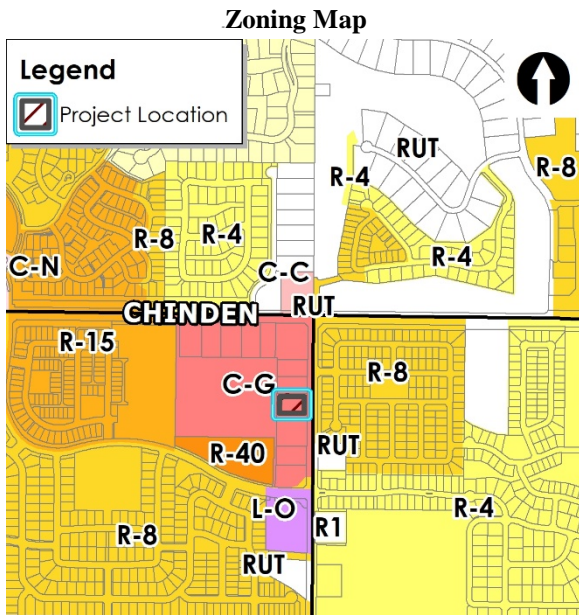 Zoning Map
Legend
Project Location
RUT
R-8
R-4
R-8
R-4
R-4
C-N
C-C
RUT
CHINDEN
R-15
R-8
C-G
RUT
R-40
L-O
R-4
R1
R-8
RUT